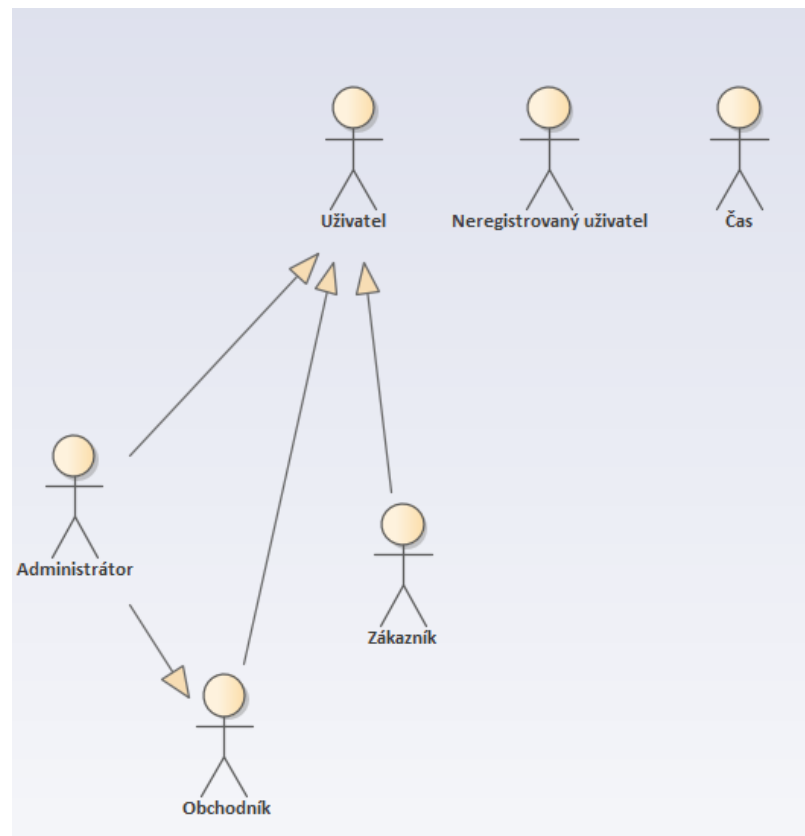 Uživatel
Neregistrovaný uživatel
Čas
Administrátor
Zákazník
Obchodník